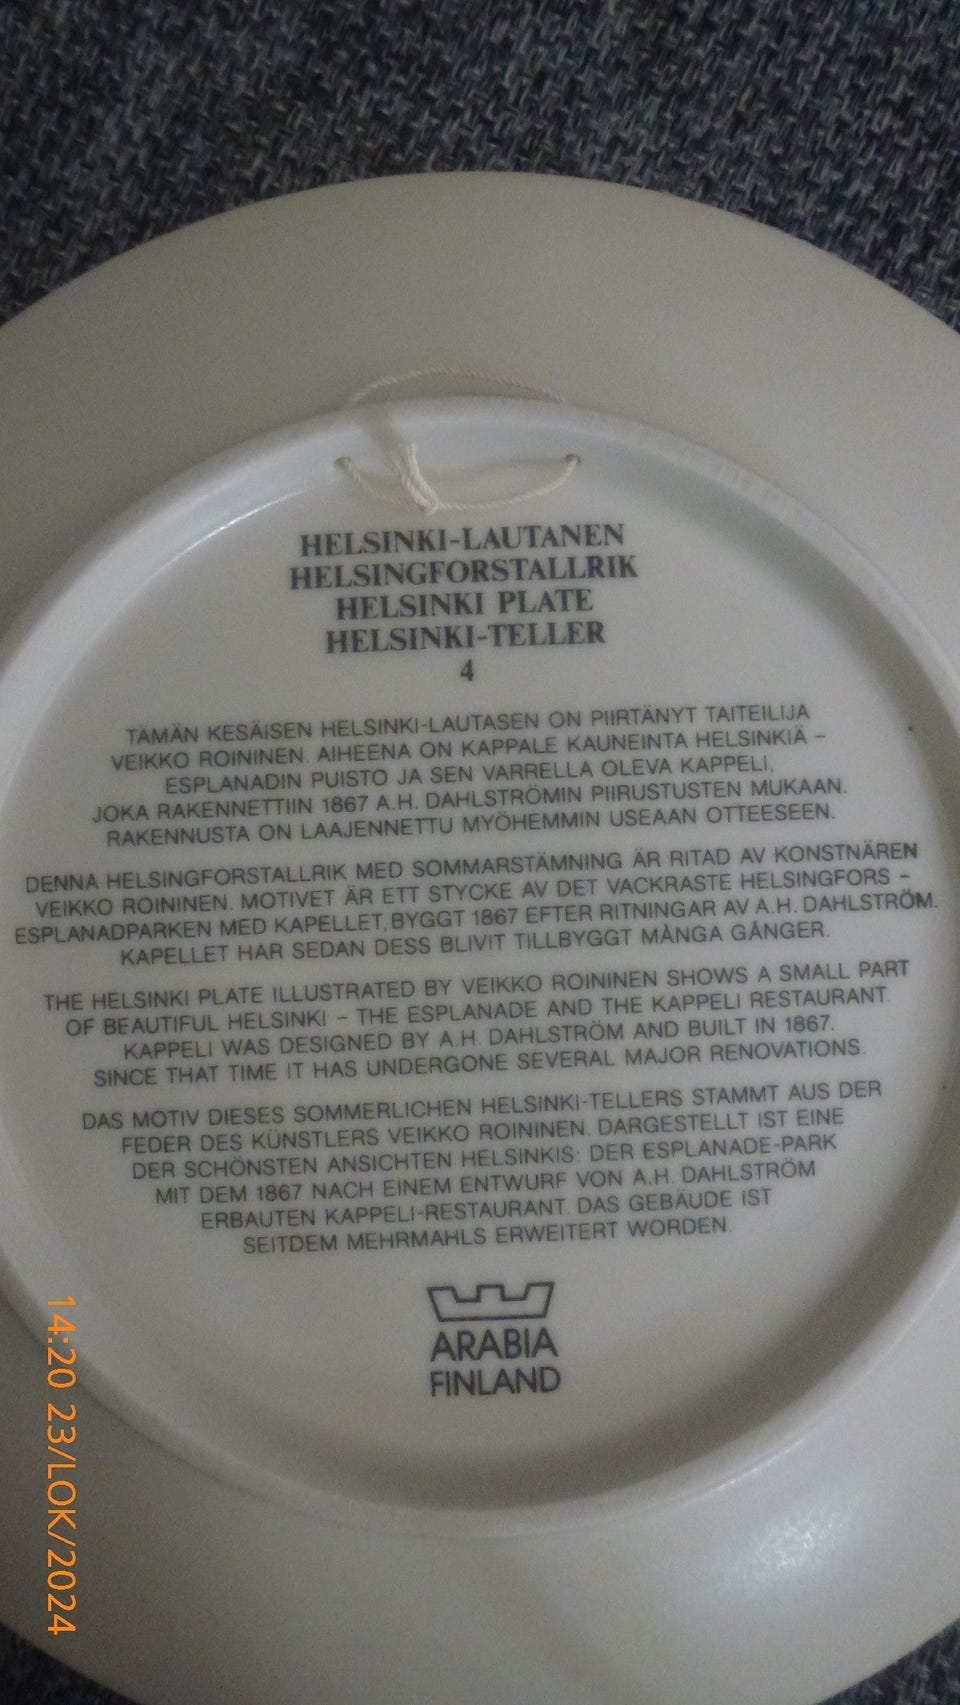 HELSINKI-LAUTANEN
HELSINGFORSTALLRIK
HELSINKI PLATE
HELSINKI-TELLER
4
TÄMÄN KESÄISEN HELSINKI-LAUTASEN ON PIIRTÄNYT TAITEILIJA
VEIKKO ROININEN. AIHEENA ON KAPPALE KAUNEINTA HELSINKIÄ –
ESPLANADIN PUISTO JA SEN VARRELLA OLEVA KAPPELI,
JOKA RAKENNETTIIN 1867 A.H. DAHLSTRÖMIN PIIRUSTUSTEN MUKAAN.
RAKENNUSTA ON LAAJENNETTU MYÖHEMMIN USEAAN OTTEESEEN.
DENNA HELSINGFORSTALLRIK MED SOMMARSTÄMNING ÄR RITAD AV KONSTNÄREN
VEIKKO ROININEN. MOTIVET ÄR ETT STYCKE AV DET VACKRASTE HELSINGFORS –
ESPLANADPARKEN MED KAPELLET, BYGGT 1867 EFTER RITNINGAR AV A.H. DAHLSTRÖM.
KAPELLET HAR SEDAN DESS BLIVIT TILLBYGGT MÅNGA GÅNGER.
THE HELSINKI PLATE ILLUSTRATED BY VEIKKO ROININEN SHOWS A SMALL PART
OF BEAUTIFUL HELSINKI – THE ESPLANADE AND THE KAPPELI RESTAURANT.
KAPPELI WAS DESIGNED BY A.H. DAHLSTRÖM AND BUILT IN 1867.
SINCE THAT TIME IT HAS UNDERGONE SEVERAL MAJOR RENOVATIONS.
DAS MOTIV DIESES SOMMERLICHEN HELSINKI-TELLERS STAMMT AUS DER
FEDER DES KÜNSTLERS VEIKKO ROININEN. DARGESTELLT IST EINE
DER SCHÖNSTEN ANSICHTEN HELSINKIS: DER ESPLANADE-PARK
MIT DEM 1867 NACH EINEM ENTWURF VON A.H. DAHLSTRÖM
ERBAUTEN KAPPELI-RESTAURANT. DAS GEBÄUDE IST
SEITDEM MEHRMAHLS ERWEITERT WORDEN.
ARABIA
FINLAND
14:20 23/LOK/2024